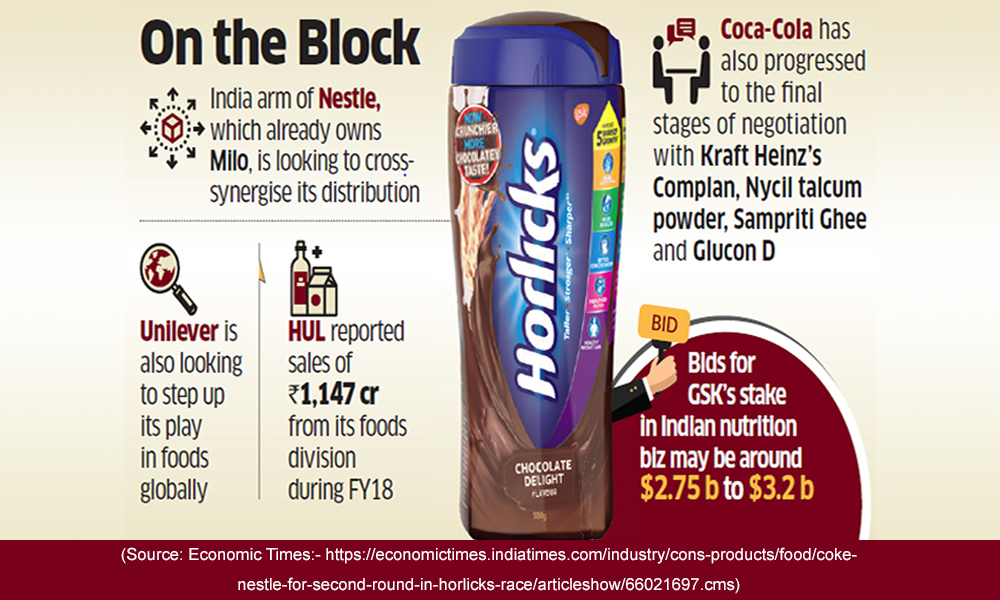 On the Block
India arm of Nestle,
which already owns
Milo, is looking to cross-
synergise its distribution
Unilever is
also looking
to step up
its play
in foods
globally
HUL reported
sales of
₹1,147 cr
from its foods
division
during FY18
NOW
CRUNCHIER
MORE
CHOCOLATEY
TASTE!
gsk
Horlicks
Taller • Stronger • Sharper
CHOCOLATE
DELIGHT
FLAVOUR
500g
Coca-Cola has
also progressed
to the final
stages of negotiation
with Kraft Heinz's
Complan, Nycil talcum
powder, Sampriti Ghee
and Glucon D
BID
Bids for
GSK's stake
in Indian nutrition
biz may be around
$2.75 b to $3.2 b
(Source: Economic Times:- https://economictimes.indiatimes.com/industry/cons-products/food/coke-
nestle-for-second-round-in-horlicks-race/articleshow/66021697.cms)